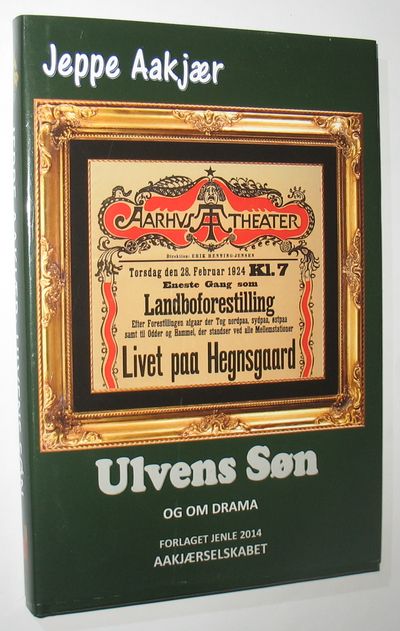 Jeppe Aakjær
AARHUS THEATER
AT
Direktion: ERIK HENNING-JENSEN
Torsdag den 28. Februar 1924 Kl. 7
Eneste Gang som
Landboforestilling
Efter Forestillingen afgaar der Tog nordpaa, sydpaa, østpaa
samt til Odder og Hammel, der standser ved alle Mellemstationer
Livet paa Hegnsgaard
Ulvens Søn
OG OM DRAMA
FORLAGET JENLE 2014
AAKJÆRSELSKABET